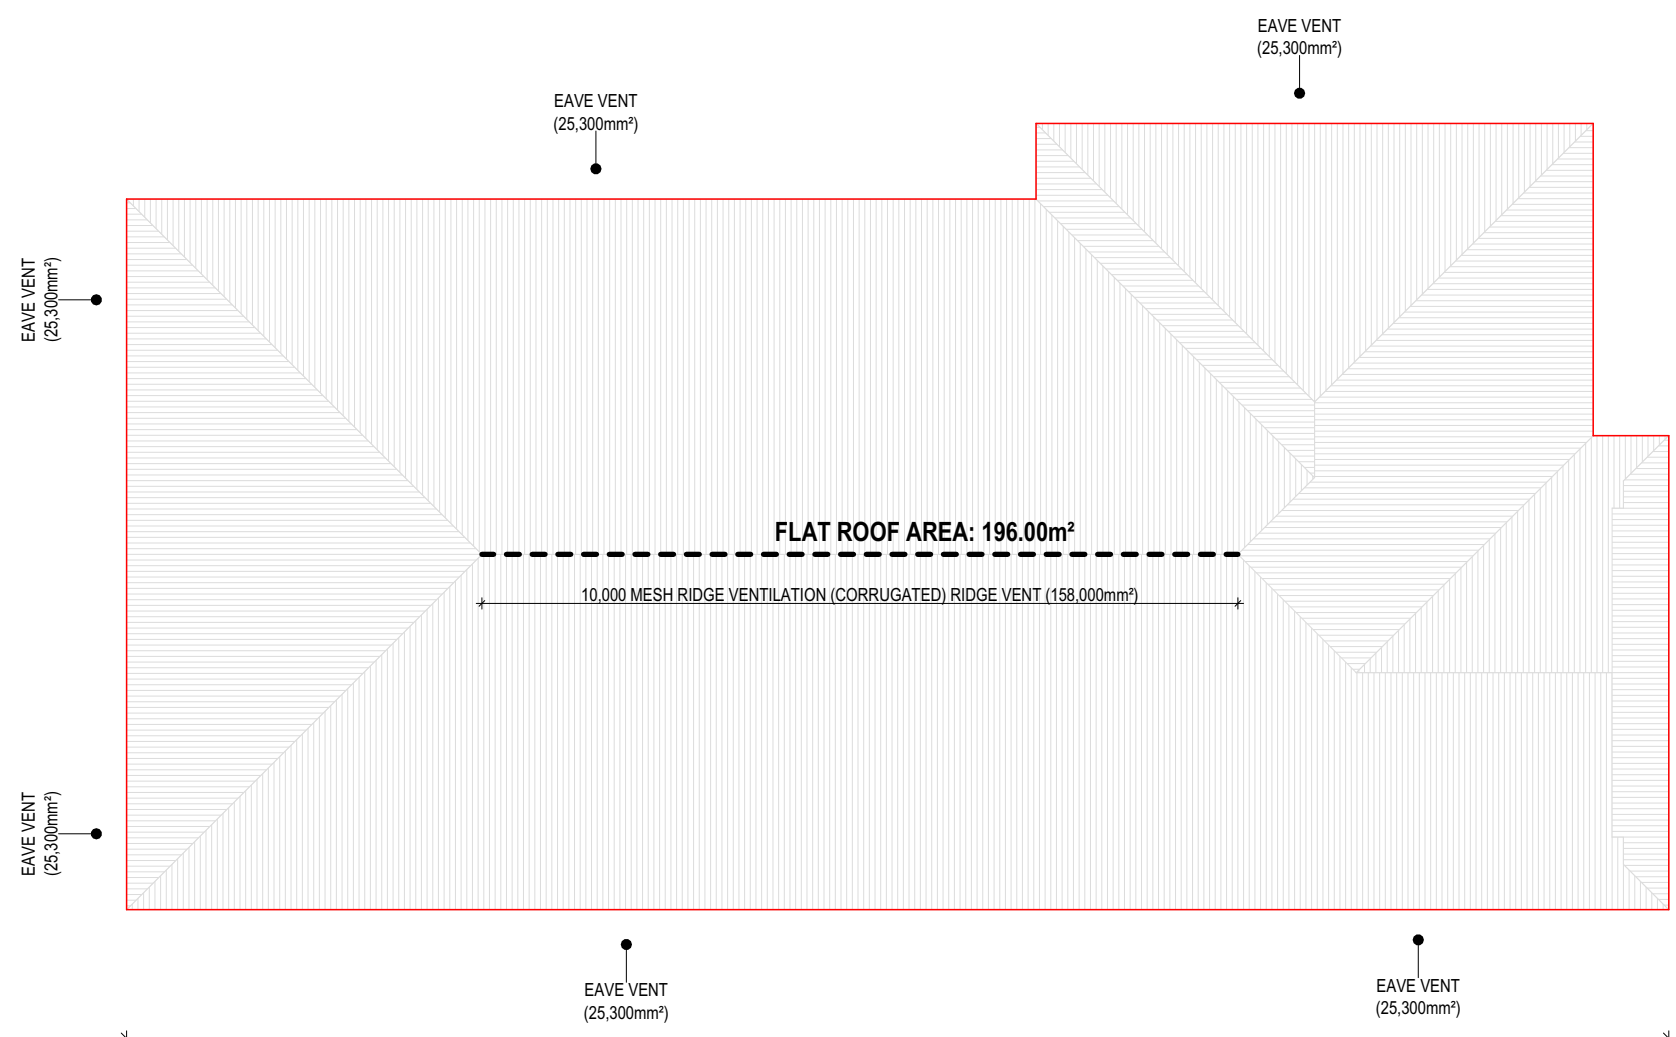 EAVE VENT
(25,300mm²)
EAVE VENT
(25,300mm²)
EAVE VENT
(25,300mm²)
FLAT ROOF AREA: 196.00m²
10,000 MESH RIDGE VENTILATION (CORRUGATED) RIDGE VENT (158,000mm²)
EAVE VENT
(25,300mm²)
EAVE VENT
(25,300mm²)
EAVE VENT
(25,300mm²)